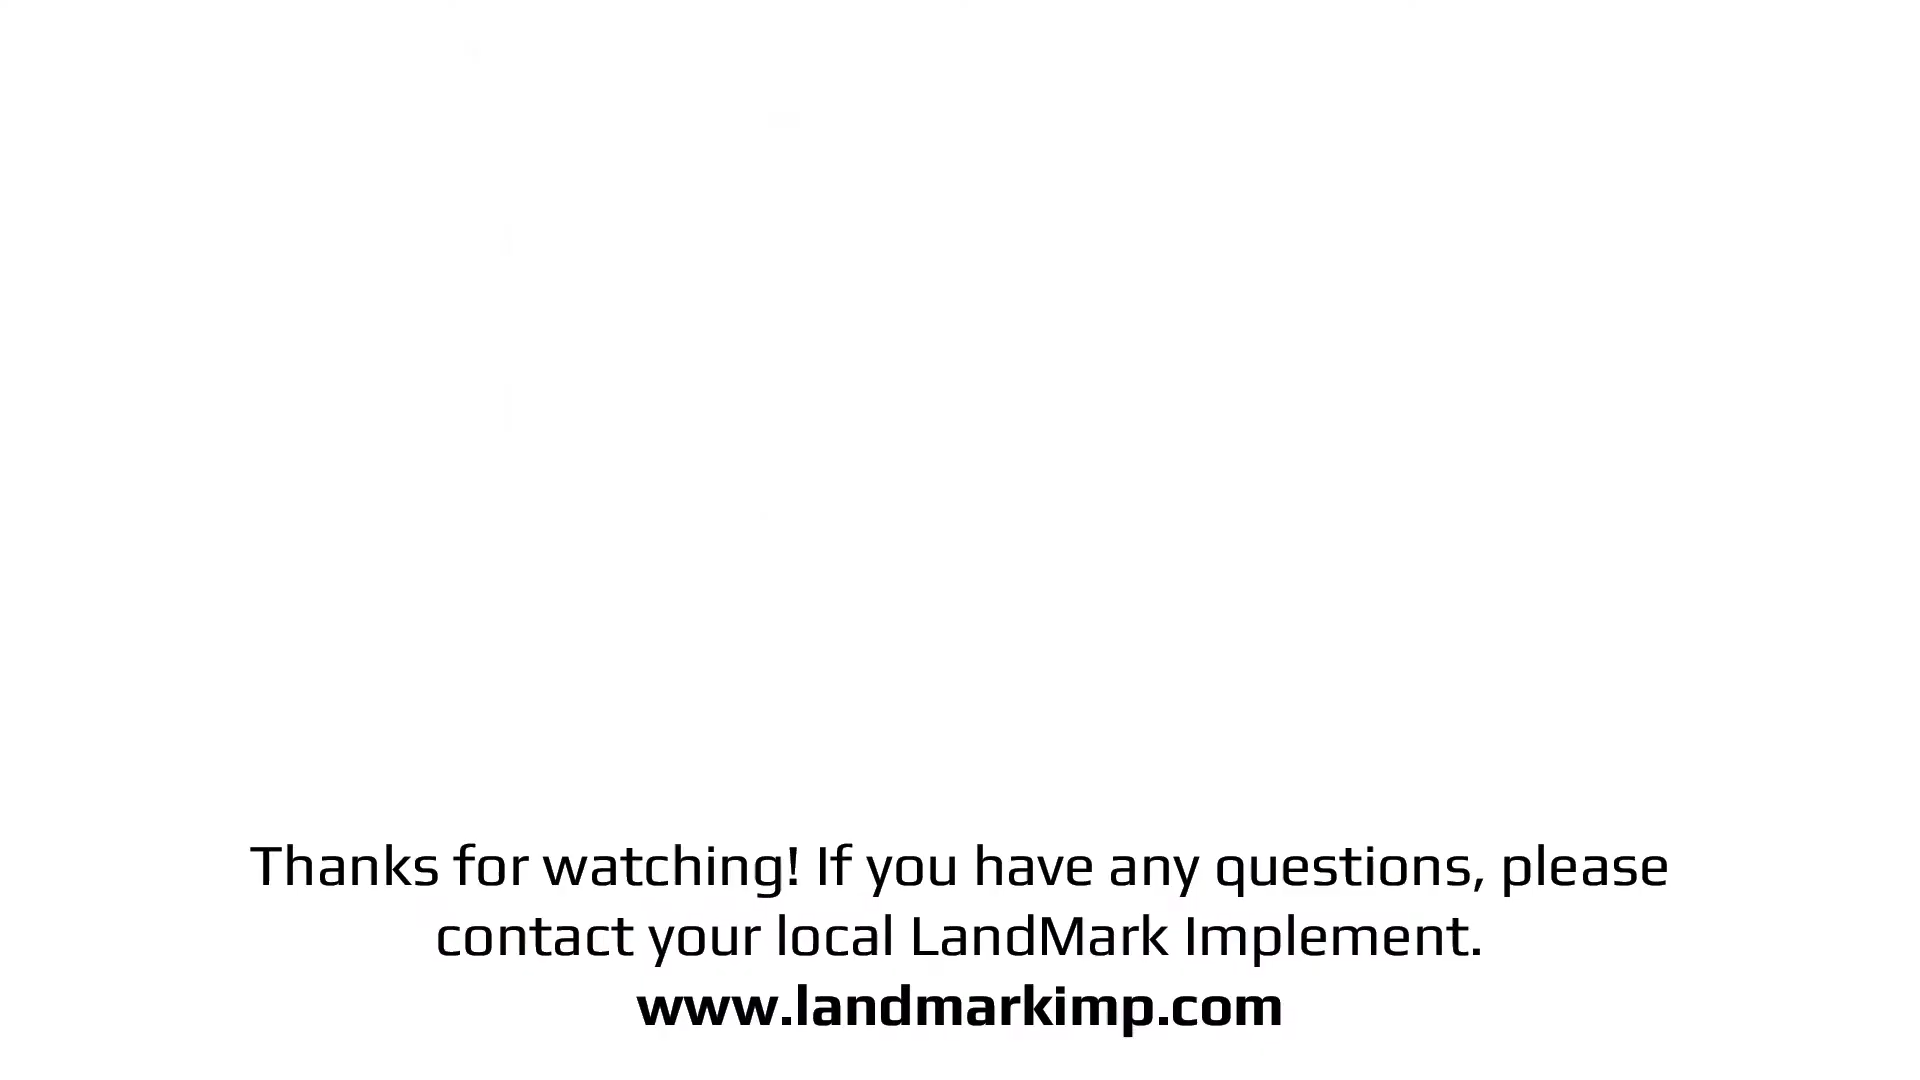 Thanks for watching! If you have any questions, please
contact your local LandMark Implement.
www.landmarkimp.com